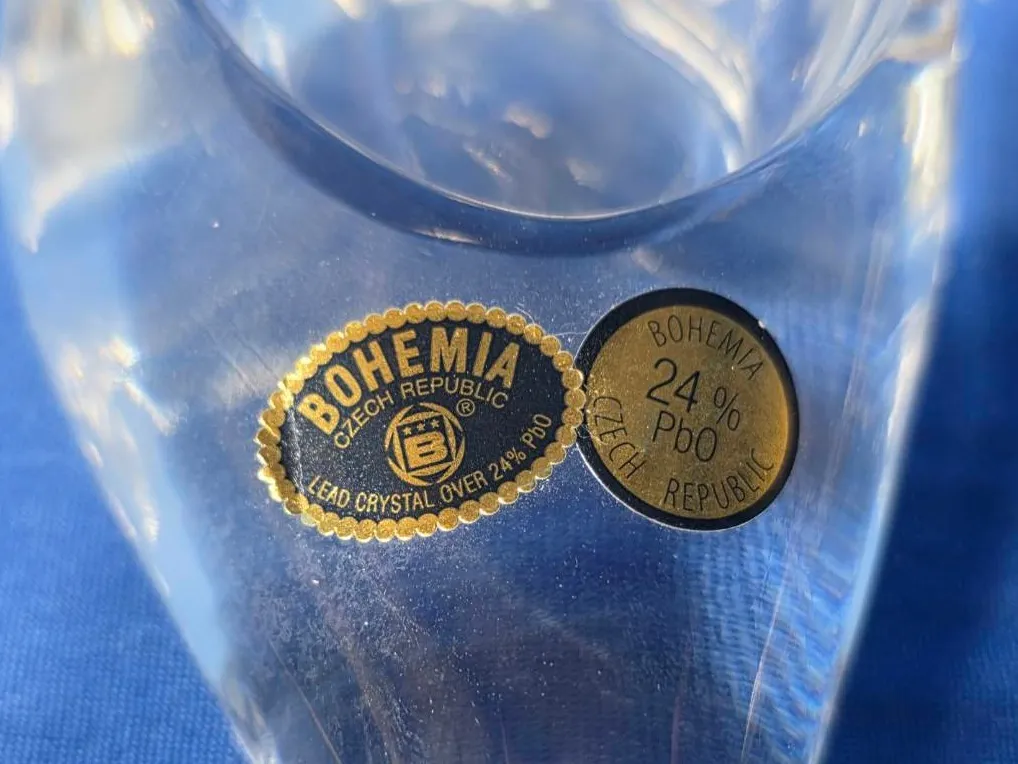 BOHEMIA
CZECH REPUBLIC
®
B
LEAD CRYSTAL OVER 24% PbO
BOHEMIA
24 %
PbO
CZECH REPUBLIC